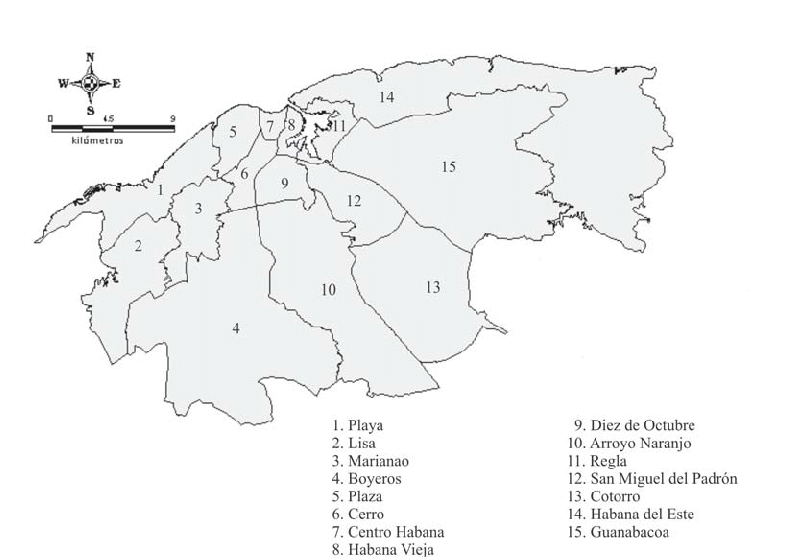 N
W E
S
0 4.5 9
kilómetros
14
5
7
8
11
15
6
1
9
3
12
2
13
10
4
1. Playa
2. Lisa
3. Marianao
4. Boyeros
5. Plaza
6. Cerro
7. Centro Habana
8. Habana Vieja
9. Diez de Octubre
10. Arroyo Naranjo
11. Regla
12. San Miguel del Padrón
13. Cotorro
14. Habana del Este
15. Guanabacoa